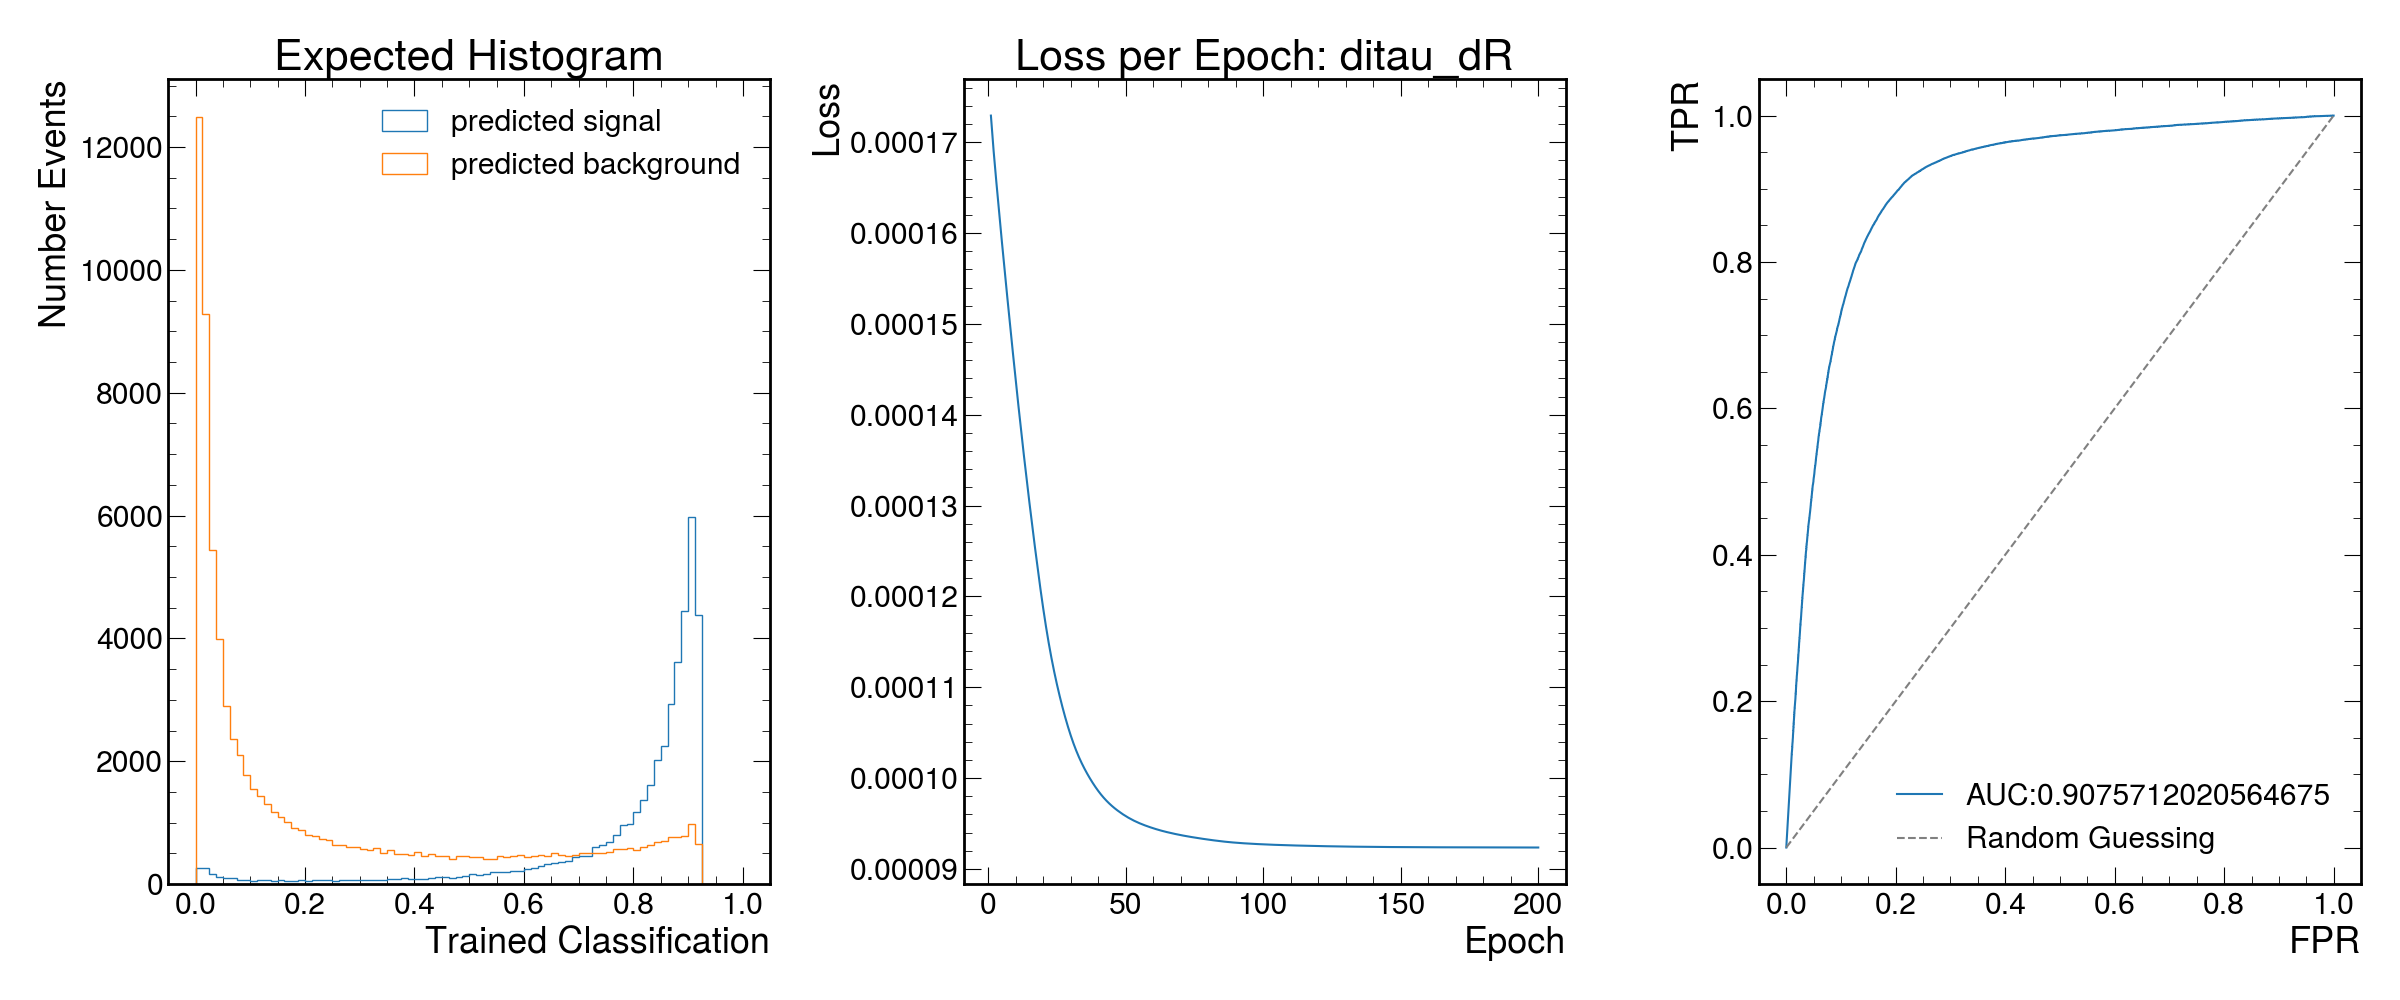 Expected Histogram
Number Events
predicted signal
predicted background
12000
10000
8000
6000
4000
2000
0
0.0 0.2 0.4 0.6 0.8 1.0
Trained Classification
Loss per Epoch: ditau_dR
Loss
0.00017
0.00016
0.00015
0.00014
0.00013
0.00012
0.00011
0.00010
0.00009
0 50 100 150 200
Epoch
TPR
1.0
0.8
0.6
0.4
0.2
0.0
AUC:0.9075712020564675
Random Guessing
0.0 0.2 0.4 0.6 0.8 1.0
FPR